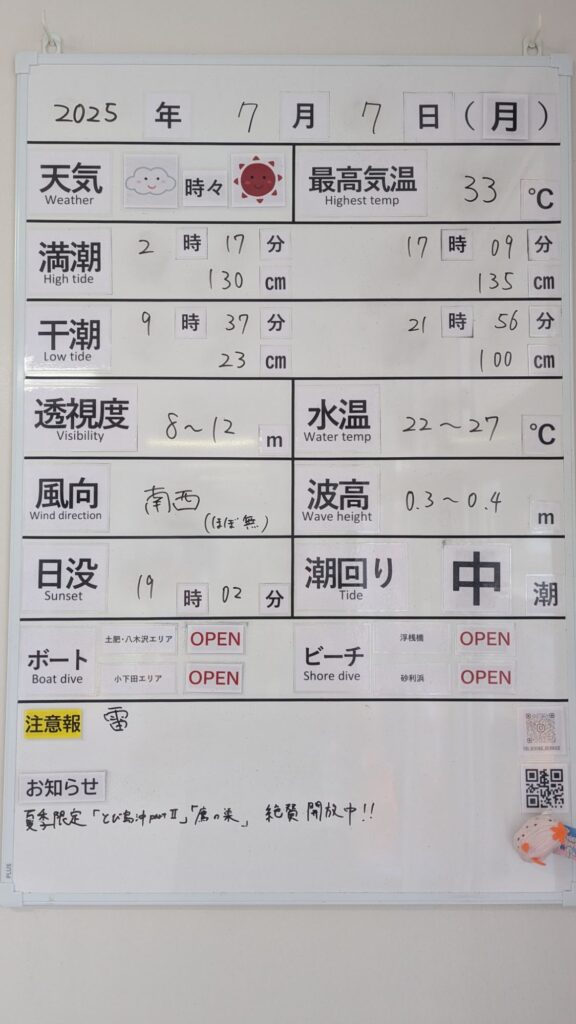 2025 年 7 月 7 日 (月)
天気 時々 最高気温 33 ℃
Weather Highest temp
満潮 2 時 17 分 17 時 09 分
High tide 130 cm 135 cm
干潮 9 時 37 分 21 時 56 分
Low tide 23 cm 100 cm
透視度 8〜12 m 水温 22〜27 ℃
Visibility Water temp
風向 南西 (ほぼ無) 波高 0.3〜0.4 m
Wind direction Wave height
日没 19 時 02 分 潮回り 中 潮
Sunset Tide
ボート 土肥・八木沢エリア OPEN ビーチ 浮桟橋 OPEN
Boat dive 小下田エリア OPEN Shore dive 砂利浜 OPEN
注意報 雷
お知らせ
夏季限定「とび島沖partⅡ」「鷹の巣」絶賛開放中!!
PLUS